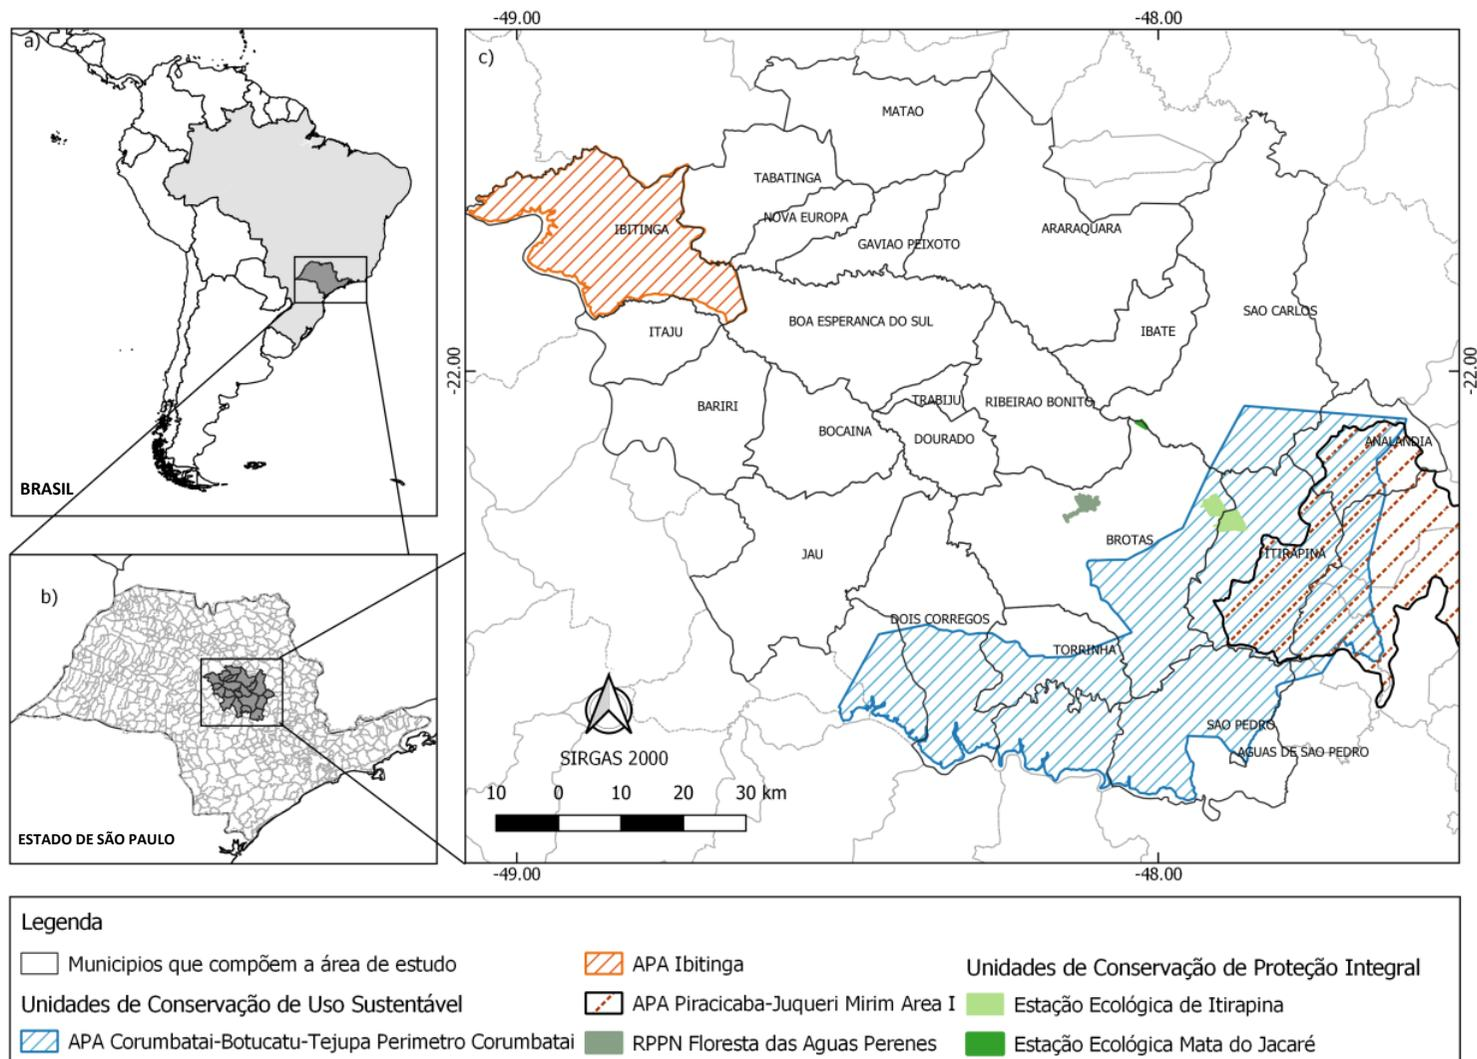 a)
BRASIL
b)
ESTADO DE SÃO PAULO
-49.00
-48.00
c)
MATAO
TABATINGA
NOVA EUROPA
IBITINGA
GAVIAO PEIXOTO
ARARAQUARA
BOA ESPERANCA DO SUL
ITAJU
IBATE
SAO CARLOS
-22.00
-22.00
BARIRI
TRABIJU
RIBEIRAO BONITO
BOCAINA
DOURADO
ANALANDIA
BROTAS
JAU
ITIRAPINA
DOIS CORREGOS
TORRINHA
SAO PEDRO
AGUAS DE SAO PEDRO
SIRGAS 2000
10 0 10 20 30 km
-49.00
-48.00
Legenda
Municipios que compõem a área de estudo
Unidades de Conservação de Uso Sustentável
APA Corumbatai-Botucatu-Tejupa Perimetro Corumbatai
APA Ibitinga
APA Piracicaba-Juqueri Mirim Area I
RPPN Floresta das Aguas Perenes
Unidades de Conservação de Proteção Integral
Estação Ecológica de Itirapina
Estação Ecológica Mata do Jacaré